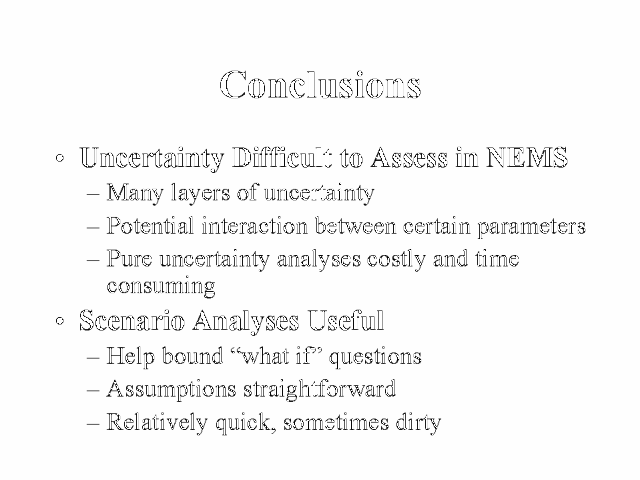 Conclusions
• Uncertainty Difficult to Assess in NEMS
– Many layers of uncertainty
– Potential interaction between certain parameters
– Pure uncertainty analyses costly and time
consuming
• Scenario Analyses Useful
– Help bound “what if” questions
– Assumptions straightforward
– Relatively quick, sometimes dirty